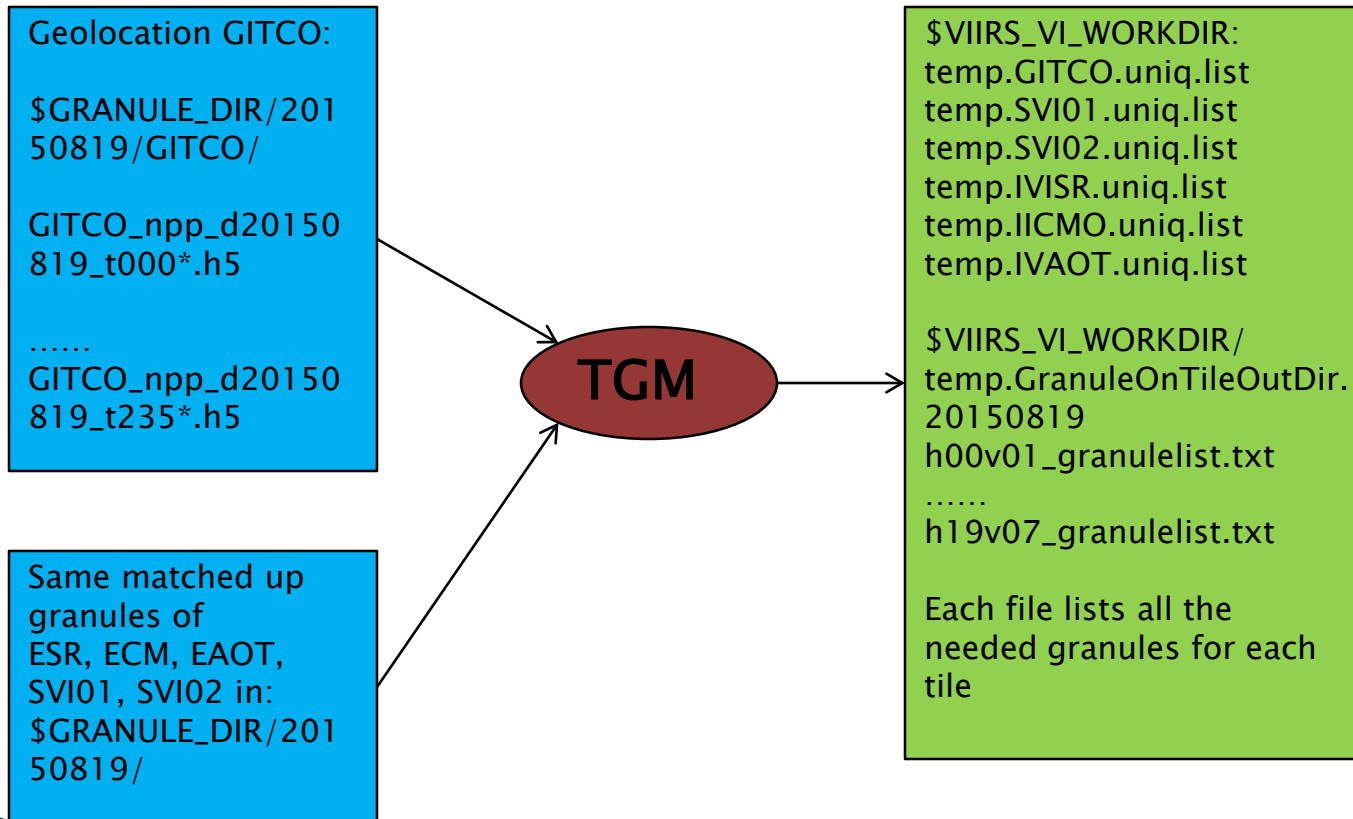 Geolocation GITCO:
$GRANULE_DIR/201
50819/GITCO/
GITCO_npp_d20150
819_t000*.h5
......
GITCO_npp_d20150
819_t235*.h5
Same matched up
granules of
ESR, ECM, EAOT,
SVI01, SVI02 in:
$GRANULE_DIR/201
50819/
TGM
$VIIRS_VI_WORKDIR:
temp.GITCO.uniq.list
temp.SVI01.uniq.list
temp.SVI02.uniq.list
temp.IVISR.uniq.list
temp.IICMO.uniq.list
temp.IVAOT.uniq.list
$VIIRS_VI_WORKDIR/
temp.GranuleOnTileOutDir.
20150819
h00v01_granulelist.txt
......
h19v07_granulelist.txt
Each file lists all the
needed granules for each
tile